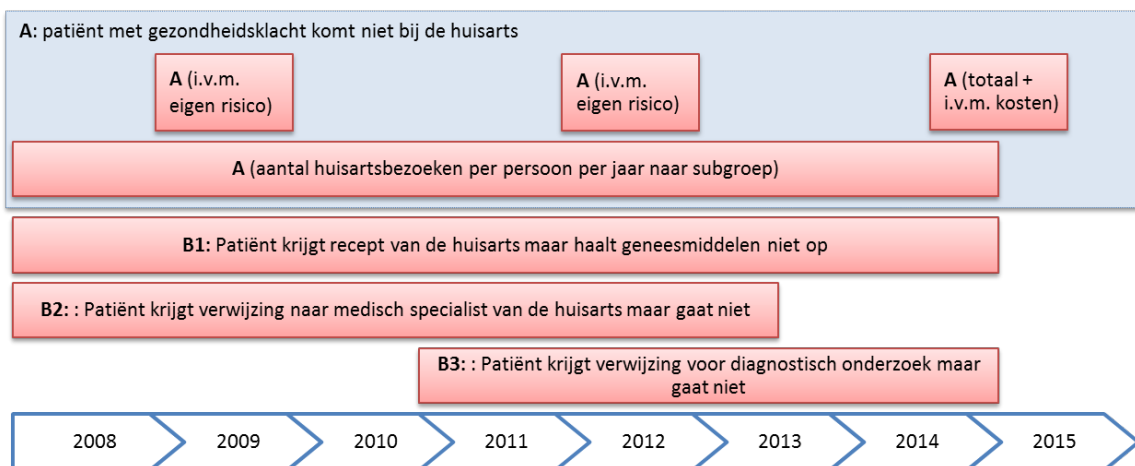 A: patiënt met gezondheidsklacht komt niet bij de huisarts
A (i.v.m.
eigen risico)
A (i.v.m.
eigen risico)
A (totaal +
i.v.m. kosten)
A (aantal huisartsbezoeken per persoon per jaar naar subgroep)
B1: Patiënt krijgt recept van de huisarts maar haalt geneesmiddelen niet op
B2: : Patiënt krijgt verwijzing naar medisch specialist van de huisarts maar gaat niet
B3: : Patiënt krijgt verwijzing voor diagnostisch onderzoek maar
gaat niet
2008 2009 2010 2011 2012 2013 2014 2015